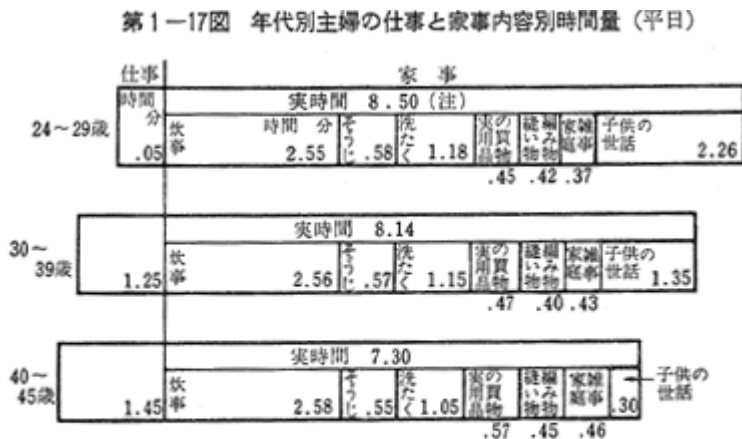 第1―17図 年代別主婦の仕事と家事内容別時間量（平日）
仕事 家事
24～29歳
時間 分
.05
実時間 8.50（注）
炊事 時間 分 2.55
そうじ .58
洗たく 1.18
実用品の買物 .45
縫い物編み物 .42
家庭雑事 .37
子供の世話 2.26
30～39歳
1.25
実時間 8.14
炊事 2.56
そうじ .57
洗たく 1.15
実用品の買物 .47
縫い物編み物 .40
家庭雑事 .43
子供の世話 1.35
40～45歳
1.45
実時間 7.30
炊事 2.58
そうじ .55
洗たく 1.05
実用品の買物 .57
縫い物編み物 .45
家庭雑事 .46
子供の世話 .30